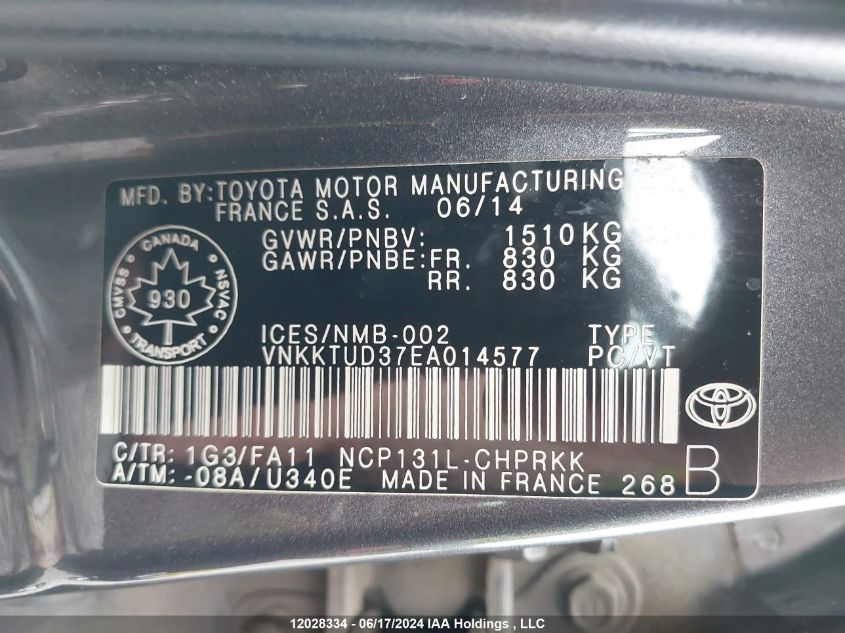 MFD. BY:TOYOTA MOTOR MANUFACTURING
FRANCE S.A.S. 06/14
GVWR/PNBV: 1510KG
GAWR/PNBE:FR. 830 KG
RR. 830 KG
CANADA
CMVSS 930 NSVAC
TRANSPORT
ICES/NMB-002 TYPE
VNKKTUD37EA014577 PC/VT
C/TR: 1G3/FA11 NCP131L-CHPRKK
A/TM: -08A/U340E MADE IN FRANCE 268 B
12028334 - 06/17/2024 IAA Holdings , LLC